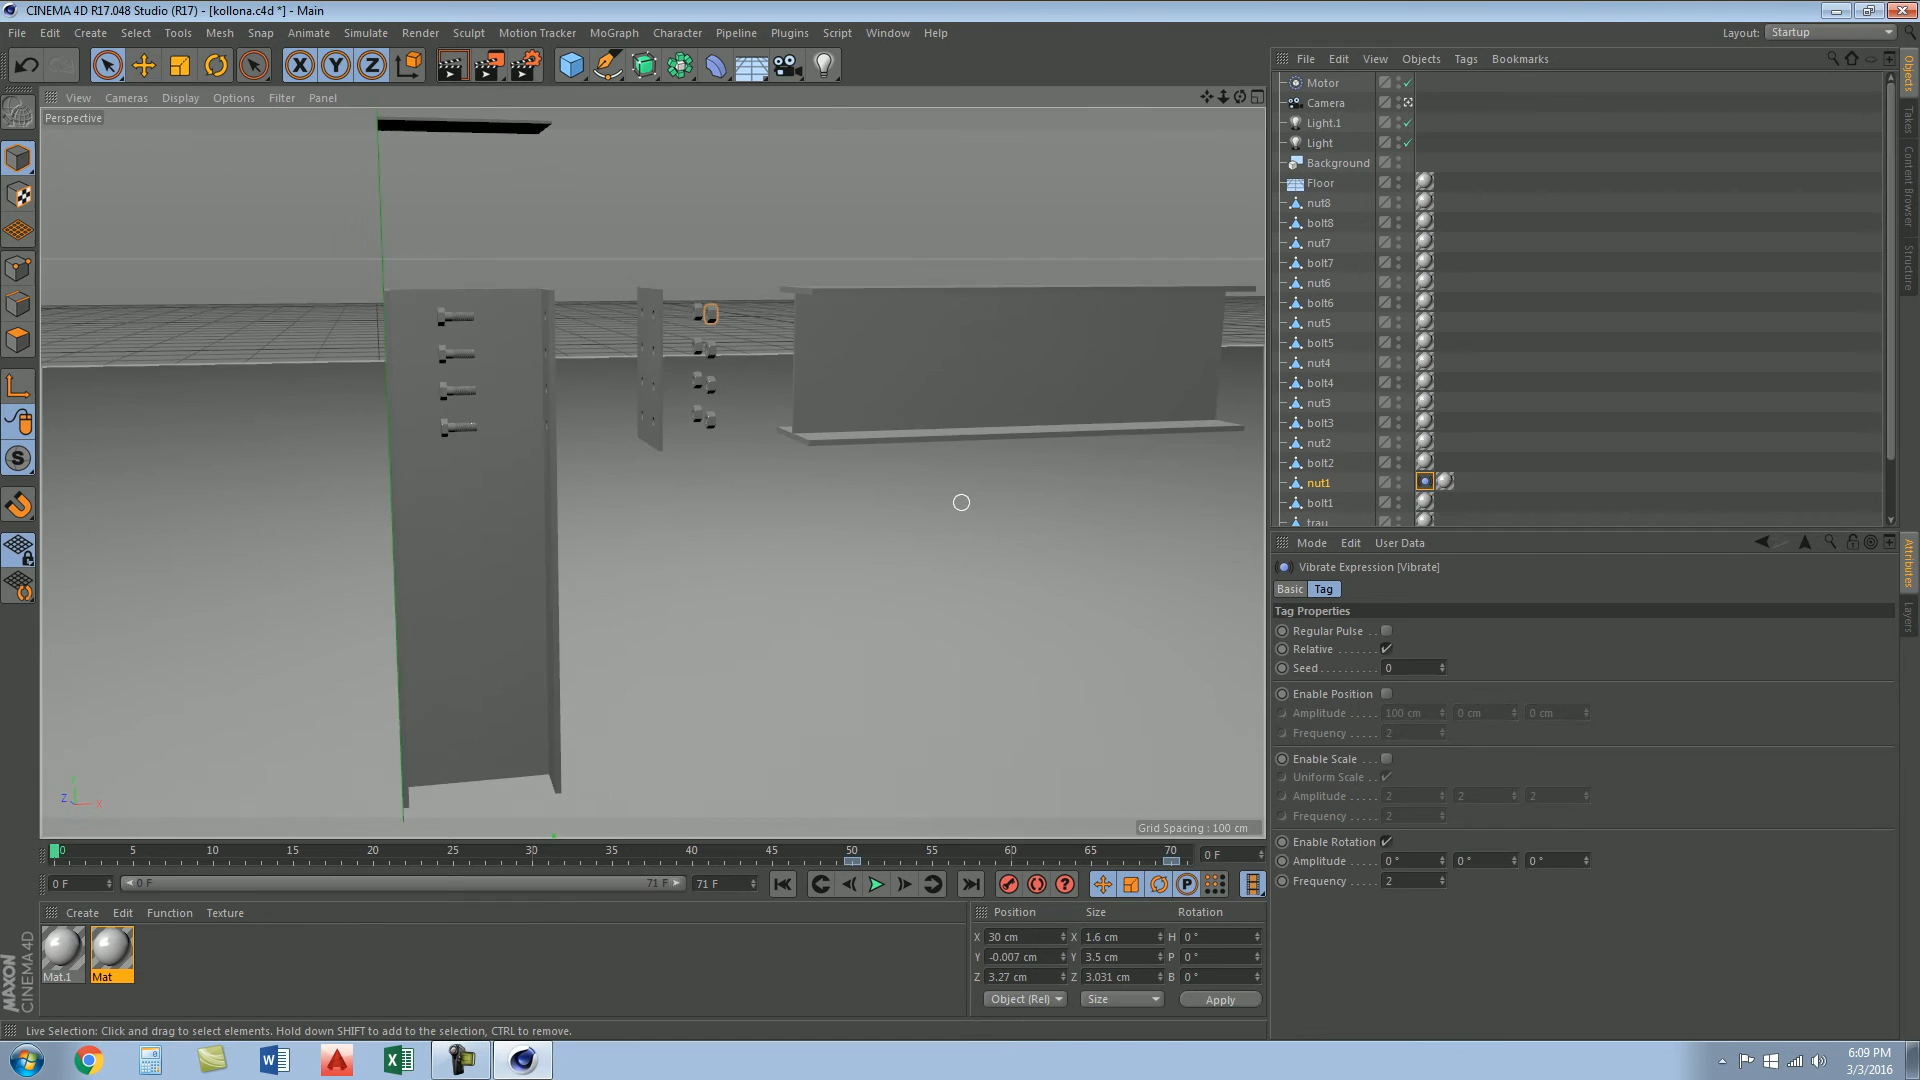 CINEMA 4D R17.048 Studio (R17) - [kollona.c4d *] - Main
File Edit Create Select Tools Mesh Snap Animate Simulate Render Sculpt Motion Tracker MoGraph Character Pipeline Plugins Script Window Help
Layout: Startup
X Y Z
View Cameras Display Options Filter Panel
Perspective
Grid Spacing : 100 cm
Y
Z X
File Edit View Objects Tags Bookmarks
Motor
Camera
Light.1
Light
Background
Floor
nut8
bolt8
nut7
bolt7
nut6
bolt6
nut5
bolt5
nut4
bolt4
nut3
bolt3
nut2
bolt2
nut1
bolt1
trau
Objects
Takes
Content Browser
Structure
Mode Edit User Data
Vibrate Expression [Vibrate]
Basic Tag
Tag Properties
Regular Pulse . .
Relative . . . . . . .
Seed . . . . . . . . . . 0
Enable Position
Amplitude . . . . . 100 cm 0 cm 0 cm
Frequency . . . . . 2
Enable Scale . . .
Uniform Scale . .
Amplitude . . . . . 2 2 2
Frequency . . . . . 2
Enable Rotation
Amplitude . . . . . 0 ° 0 ° 0 °
Frequency . . . . . 2
Attributes
Layers
0 5 10 15 20 25 30 35 40 45 50 55 60 65 70
0 F
0 F 0 F 71 F 71 F
Create Edit Function Texture
Mat.1 Mat
MAXON
CINEMA 4D
Position Size Rotation
X 30 cm X 1.6 cm H 0 °
Y -0.007 cm Y 3.5 cm P 0 °
Z 3.27 cm Z 3.031 cm B 0 °
Object (Rel) Size Apply
Live Selection: Click and drag to select elements. Hold down SHIFT to add to the selection, CTRL to remove.
6:09 PM
3/3/2016